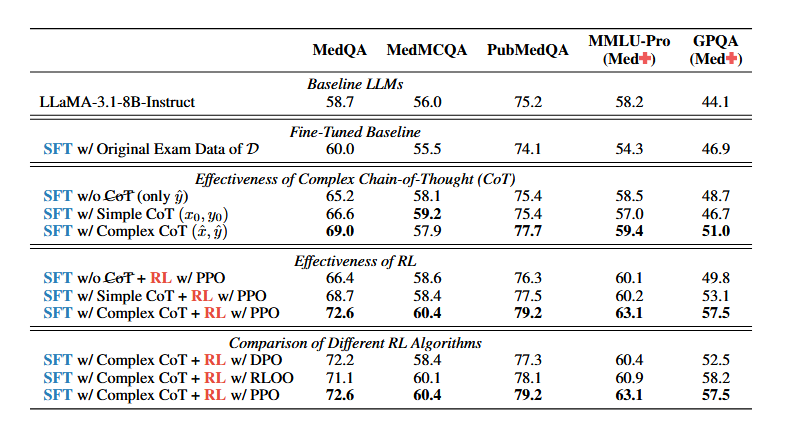 MedQA MedMCQA PubMedQA MMLU-Pro (Med✚) GPQA (Med✚)
Baseline LLMs
LLaMA-3.1-8B-Instruct 58.7 56.0 75.2 58.2 44.1
Fine-Tuned Baseline
SFT w/ Original Exam Data of 𝒟 60.0 55.5 74.1 54.3 46.9
Effectiveness of Complex Chain-of-Thought (CoT)
SFT w/o CoT (only ŷ) 65.2 58.1 75.4 58.5 48.7
SFT w/ Simple CoT (x₀, y₀) 66.6 59.2 75.4 57.0 46.7
SFT w/ Complex CoT (x̂, ŷ) 69.0 57.9 77.7 59.4 51.0
Effectiveness of RL
SFT w/o CoT + RL w/ PPO 66.4 58.6 76.3 60.1 49.8
SFT w/ Simple CoT + RL w/ PPO 68.7 58.4 77.5 60.2 53.1
SFT w/ Complex CoT + RL w/ PPO 72.6 60.4 79.2 63.1 57.5
Comparison of Different RL Algorithms
SFT w/ Complex CoT + RL w/ DPO 72.2 58.4 77.3 60.4 52.5
SFT w/ Complex CoT + RL w/ RLOO 71.1 60.1 78.1 60.9 58.2
SFT w/ Complex CoT + RL w/ PPO 72.6 60.4 79.2 63.1 57.5